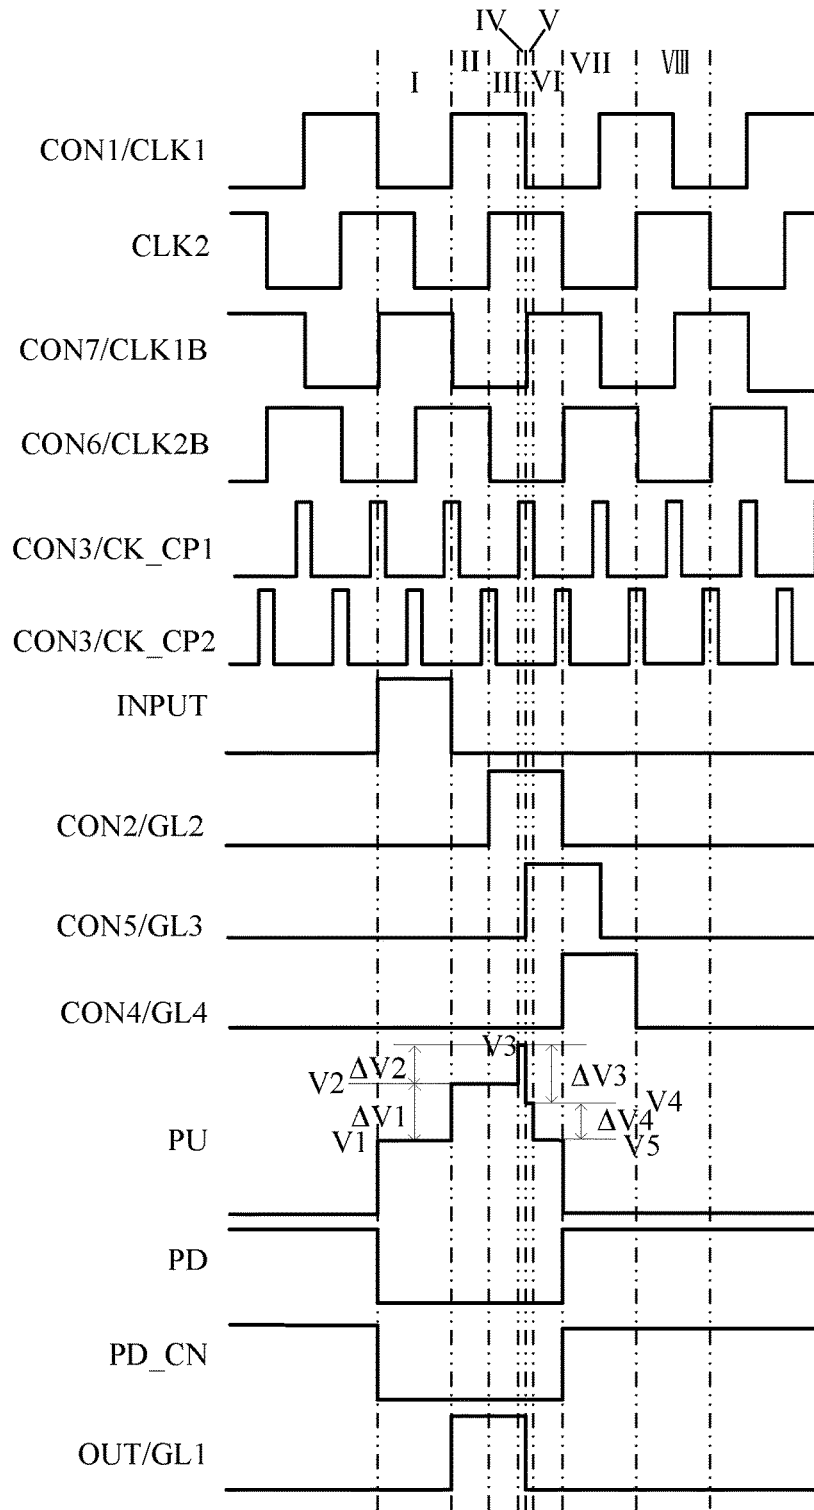 IV V
I II III VI VII VIII
CON1/CLK1
CLK2
CON7/CLK1B
CON6/CLK2B
CON3/CK_CP1
CON3/CK_CP2
INPUT
CON2/GL2
CON5/GL3
CON4/GL4
V3
V2 ΔV2 ΔV3
V4
ΔV1 ΔV4
PU V1 V5
PD
PD_CN
OUT/GL1